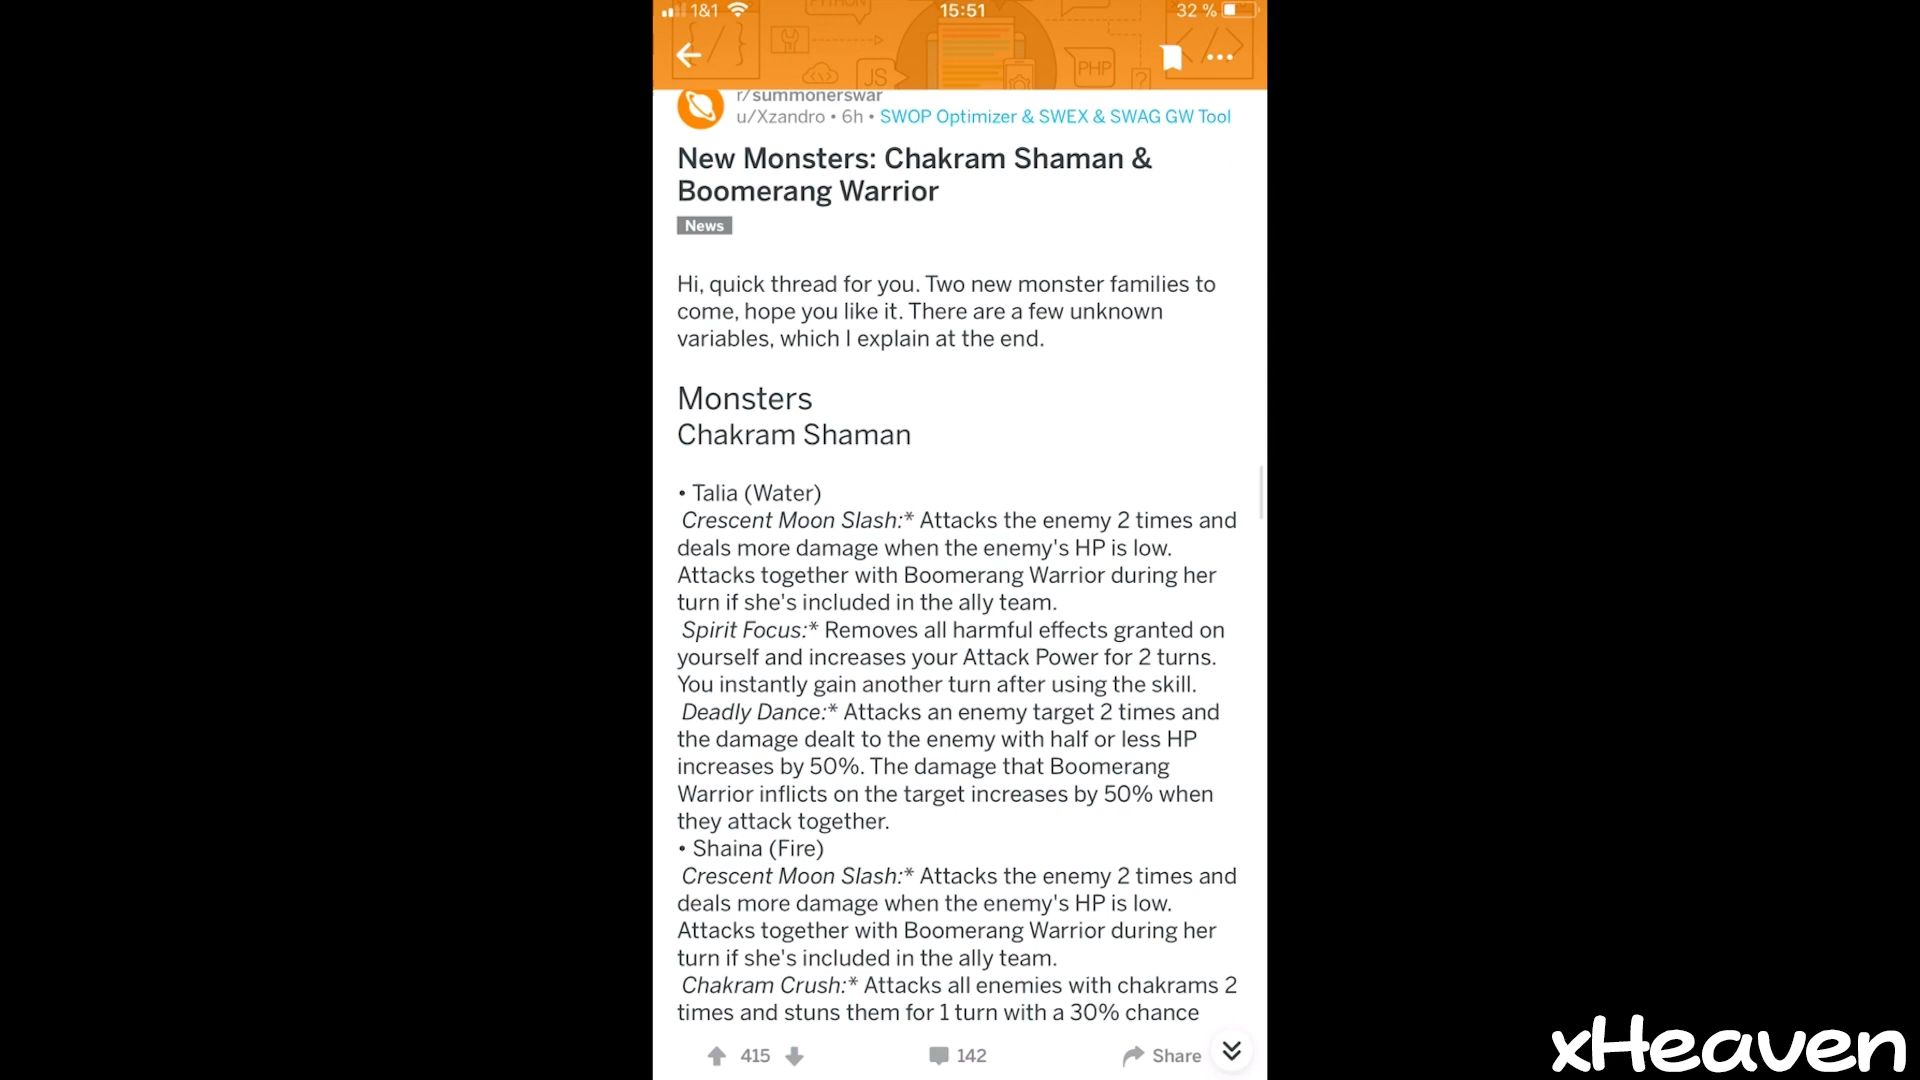 1&1 15:51 32 %
PYTHON
JS
PHP
?
r/summonerswar
u/Xzandro • 6h • SWOP Optimizer & SWEX & SWAG GW Tool
New Monsters: Chakram Shaman &
Boomerang Warrior
News
Hi, quick thread for you. Two new monster families to
come, hope you like it. There are a few unknown
variables, which I explain at the end.
Monsters
Chakram Shaman
• Talia (Water)
Crescent Moon Slash:* Attacks the enemy 2 times and
deals more damage when the enemy's HP is low.
Attacks together with Boomerang Warrior during her
turn if she's included in the ally team.
Spirit Focus:* Removes all harmful effects granted on
yourself and increases your Attack Power for 2 turns.
You instantly gain another turn after using the skill.
Deadly Dance:* Attacks an enemy target 2 times and
the damage dealt to the enemy with half or less HP
increases by 50%. The damage that Boomerang
Warrior inflicts on the target increases by 50% when
they attack together.
• Shaina (Fire)
Crescent Moon Slash:* Attacks the enemy 2 times and
deals more damage when the enemy's HP is low.
Attacks together with Boomerang Warrior during her
turn if she's included in the ally team.
Chakram Crush:* Attacks all enemies with chakrams 2
times and stuns them for 1 turn with a 30% chance
415 142 Share
xHeaven